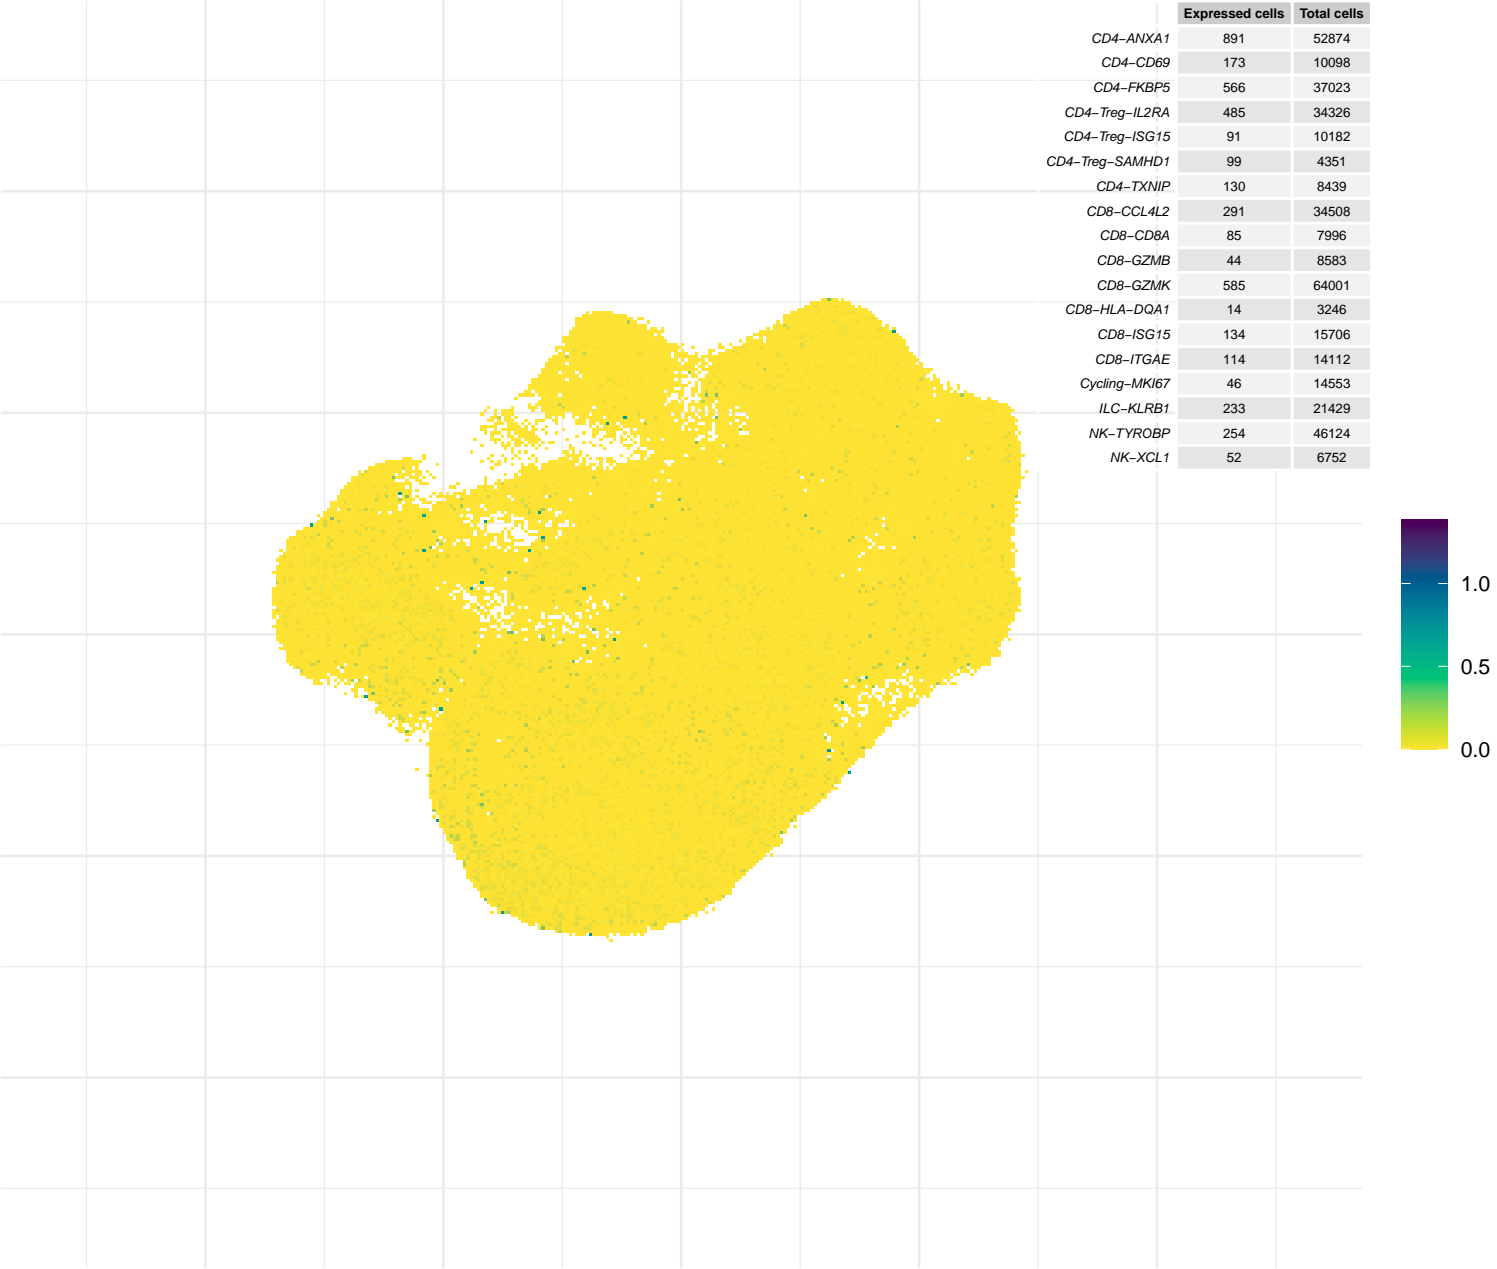 Expressed cells Total cells
CD4−ANXA1 891 52874
CD4−CD69 173 10098
CD4−FKBP5 566 37023
CD4−Treg−IL2RA 485 34326
CD4−Treg−ISG15 91 10182
CD4−Treg−SAMHD1 99 4351
CD4−TXNIP 130 8439
CD8−CCL4L2 291 34508
CD8−CD8A 85 7996
CD8−GZMB 44 8583
CD8−GZMK 585 64001
CD8−HLA−DQA1 14 3246
CD8−ISG15 134 15706
CD8−ITGAE 114 14112
Cycling−MKI67 46 14553
ILC−KLRB1 233 21429
NK−TYROBP 254 46124
NK−XCL1 52 6752
1.0
0.5
0.0